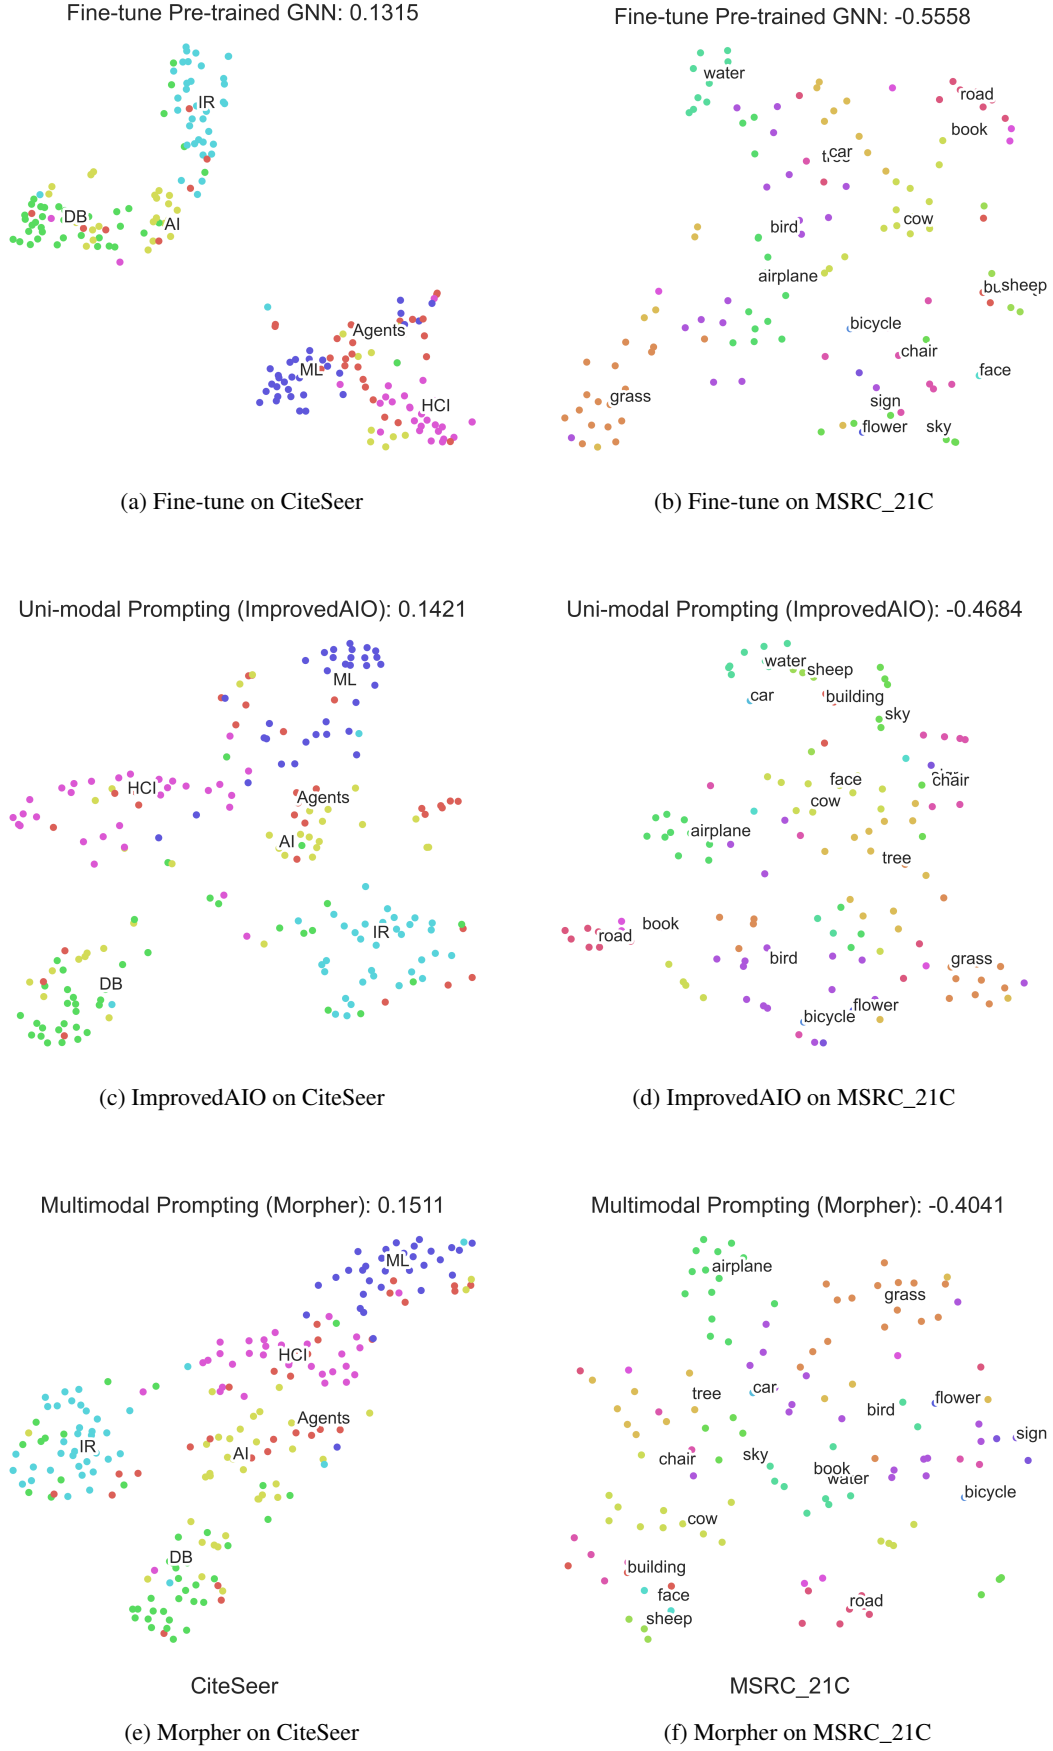 Fine-tune Pre-trained GNN: 0.1315
IR
DB
AI
Agents
ML
HCI
(a) Fine-tune on CiteSeer
Fine-tune Pre-trained GNN: -0.5558
water
road
book
car
bird
cow
airplane
sheep
bicycle
chair
face
grass
sign
flower
sky
(b) Fine-tune on MSRC_21C
Uni-modal Prompting (ImprovedAIO): 0.1421
ML
HCI
Agents
AI
IR
DB
(c) ImprovedAIO on CiteSeer
Uni-modal Prompting (ImprovedAIO): -0.4684
water
sheep
car
building
sky
face
chair
cow
airplane
tree
book
road
bird
grass
flower
bicycle
(d) ImprovedAIO on MSRC_21C
Multimodal Prompting (Morpher): 0.1511
ML
HCI
Agents
IR
AI
DB
CiteSeer
(e) Morpher on CiteSeer
Multimodal Prompting (Morpher): -0.4041
airplane
grass
tree
car
bird
flower
sign
chair
sky
book
water
bicycle
cow
building
face
sheep
road
MSRC_21C
(f) Morpher on MSRC_21C